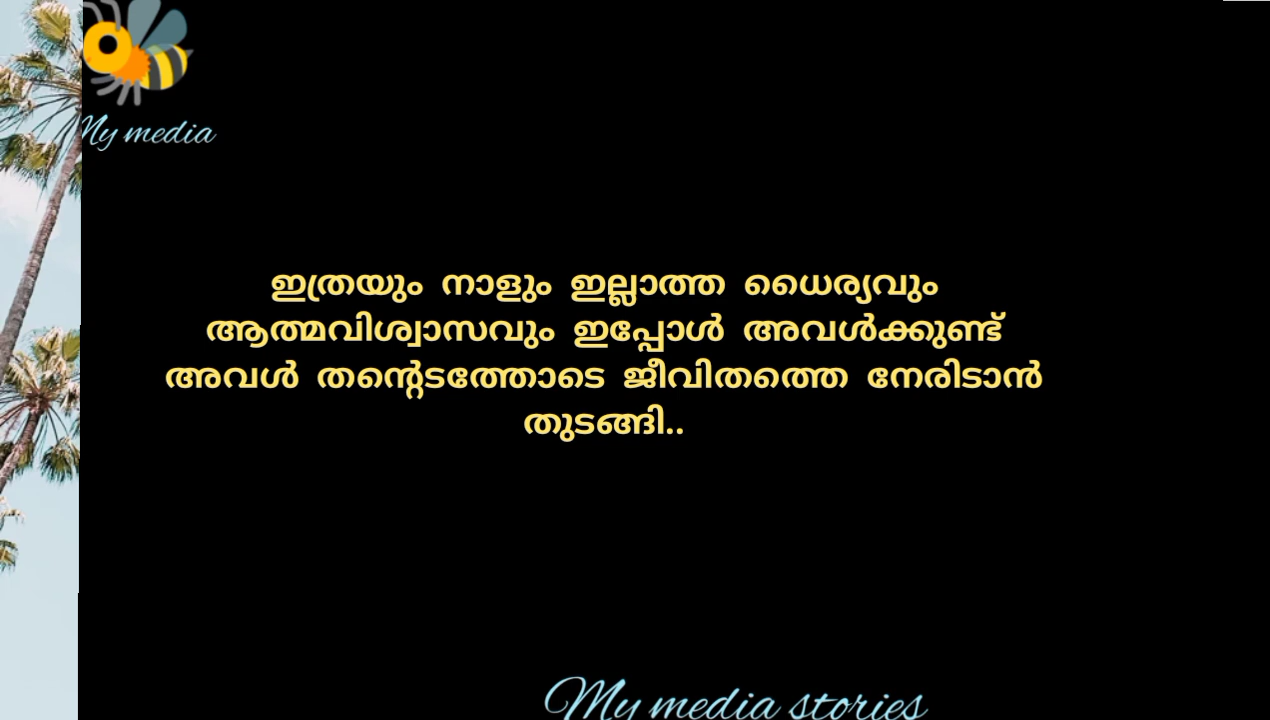 My media
ഇത്രയും നാളും ഇല്ലാത്ത ധൈര്യവും
ആത്മവിശ്വാസവും ഇപ്പോൾ അവൾക്കുണ്ട്
അവൾ തന്റെടത്തോടെ ജീവിതത്തെ നേരിടാൻ
തുടങ്ങി..
My media stories